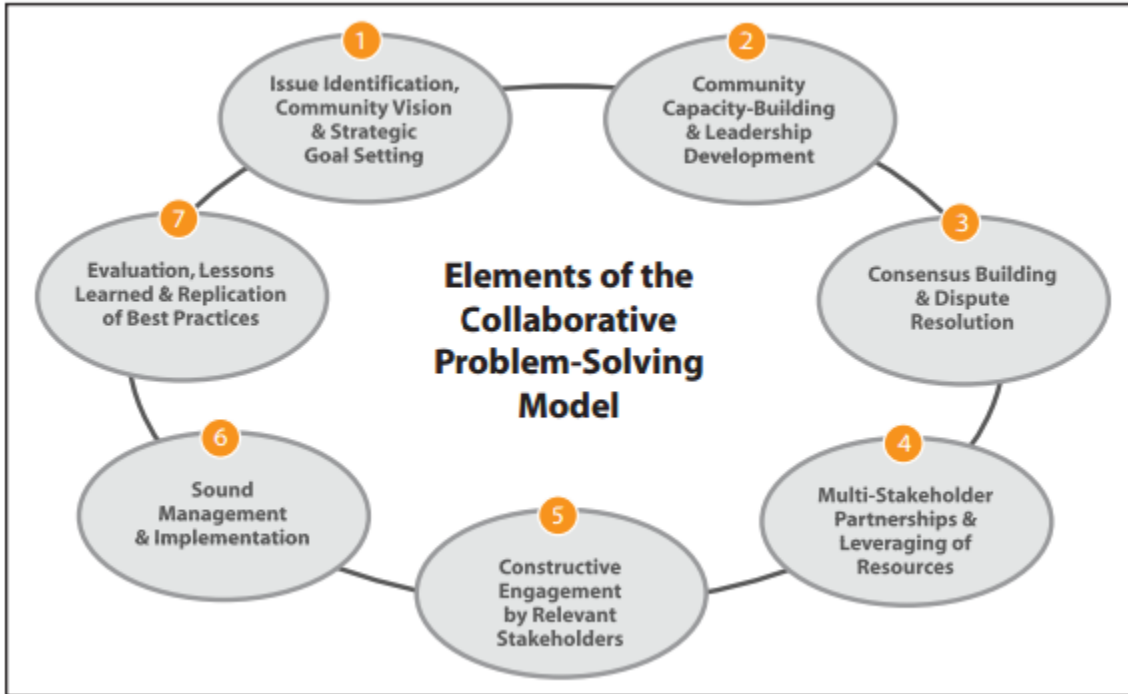 1
Issue Identification,
Community Vision
& Strategic
Goal Setting
2
Community
Capacity-Building
& Leadership
Development
3
Consensus Building
& Dispute
Resolution
4
Multi-Stakeholder
Partnerships &
Leveraging of
Resources
5
Constructive
Engagement
by Relevant
Stakeholders
6
Sound
Management
& Implementation
7
Evaluation, Lessons
Learned & Replication
of Best Practices
Elements of the
Collaborative
Problem-Solving
Model